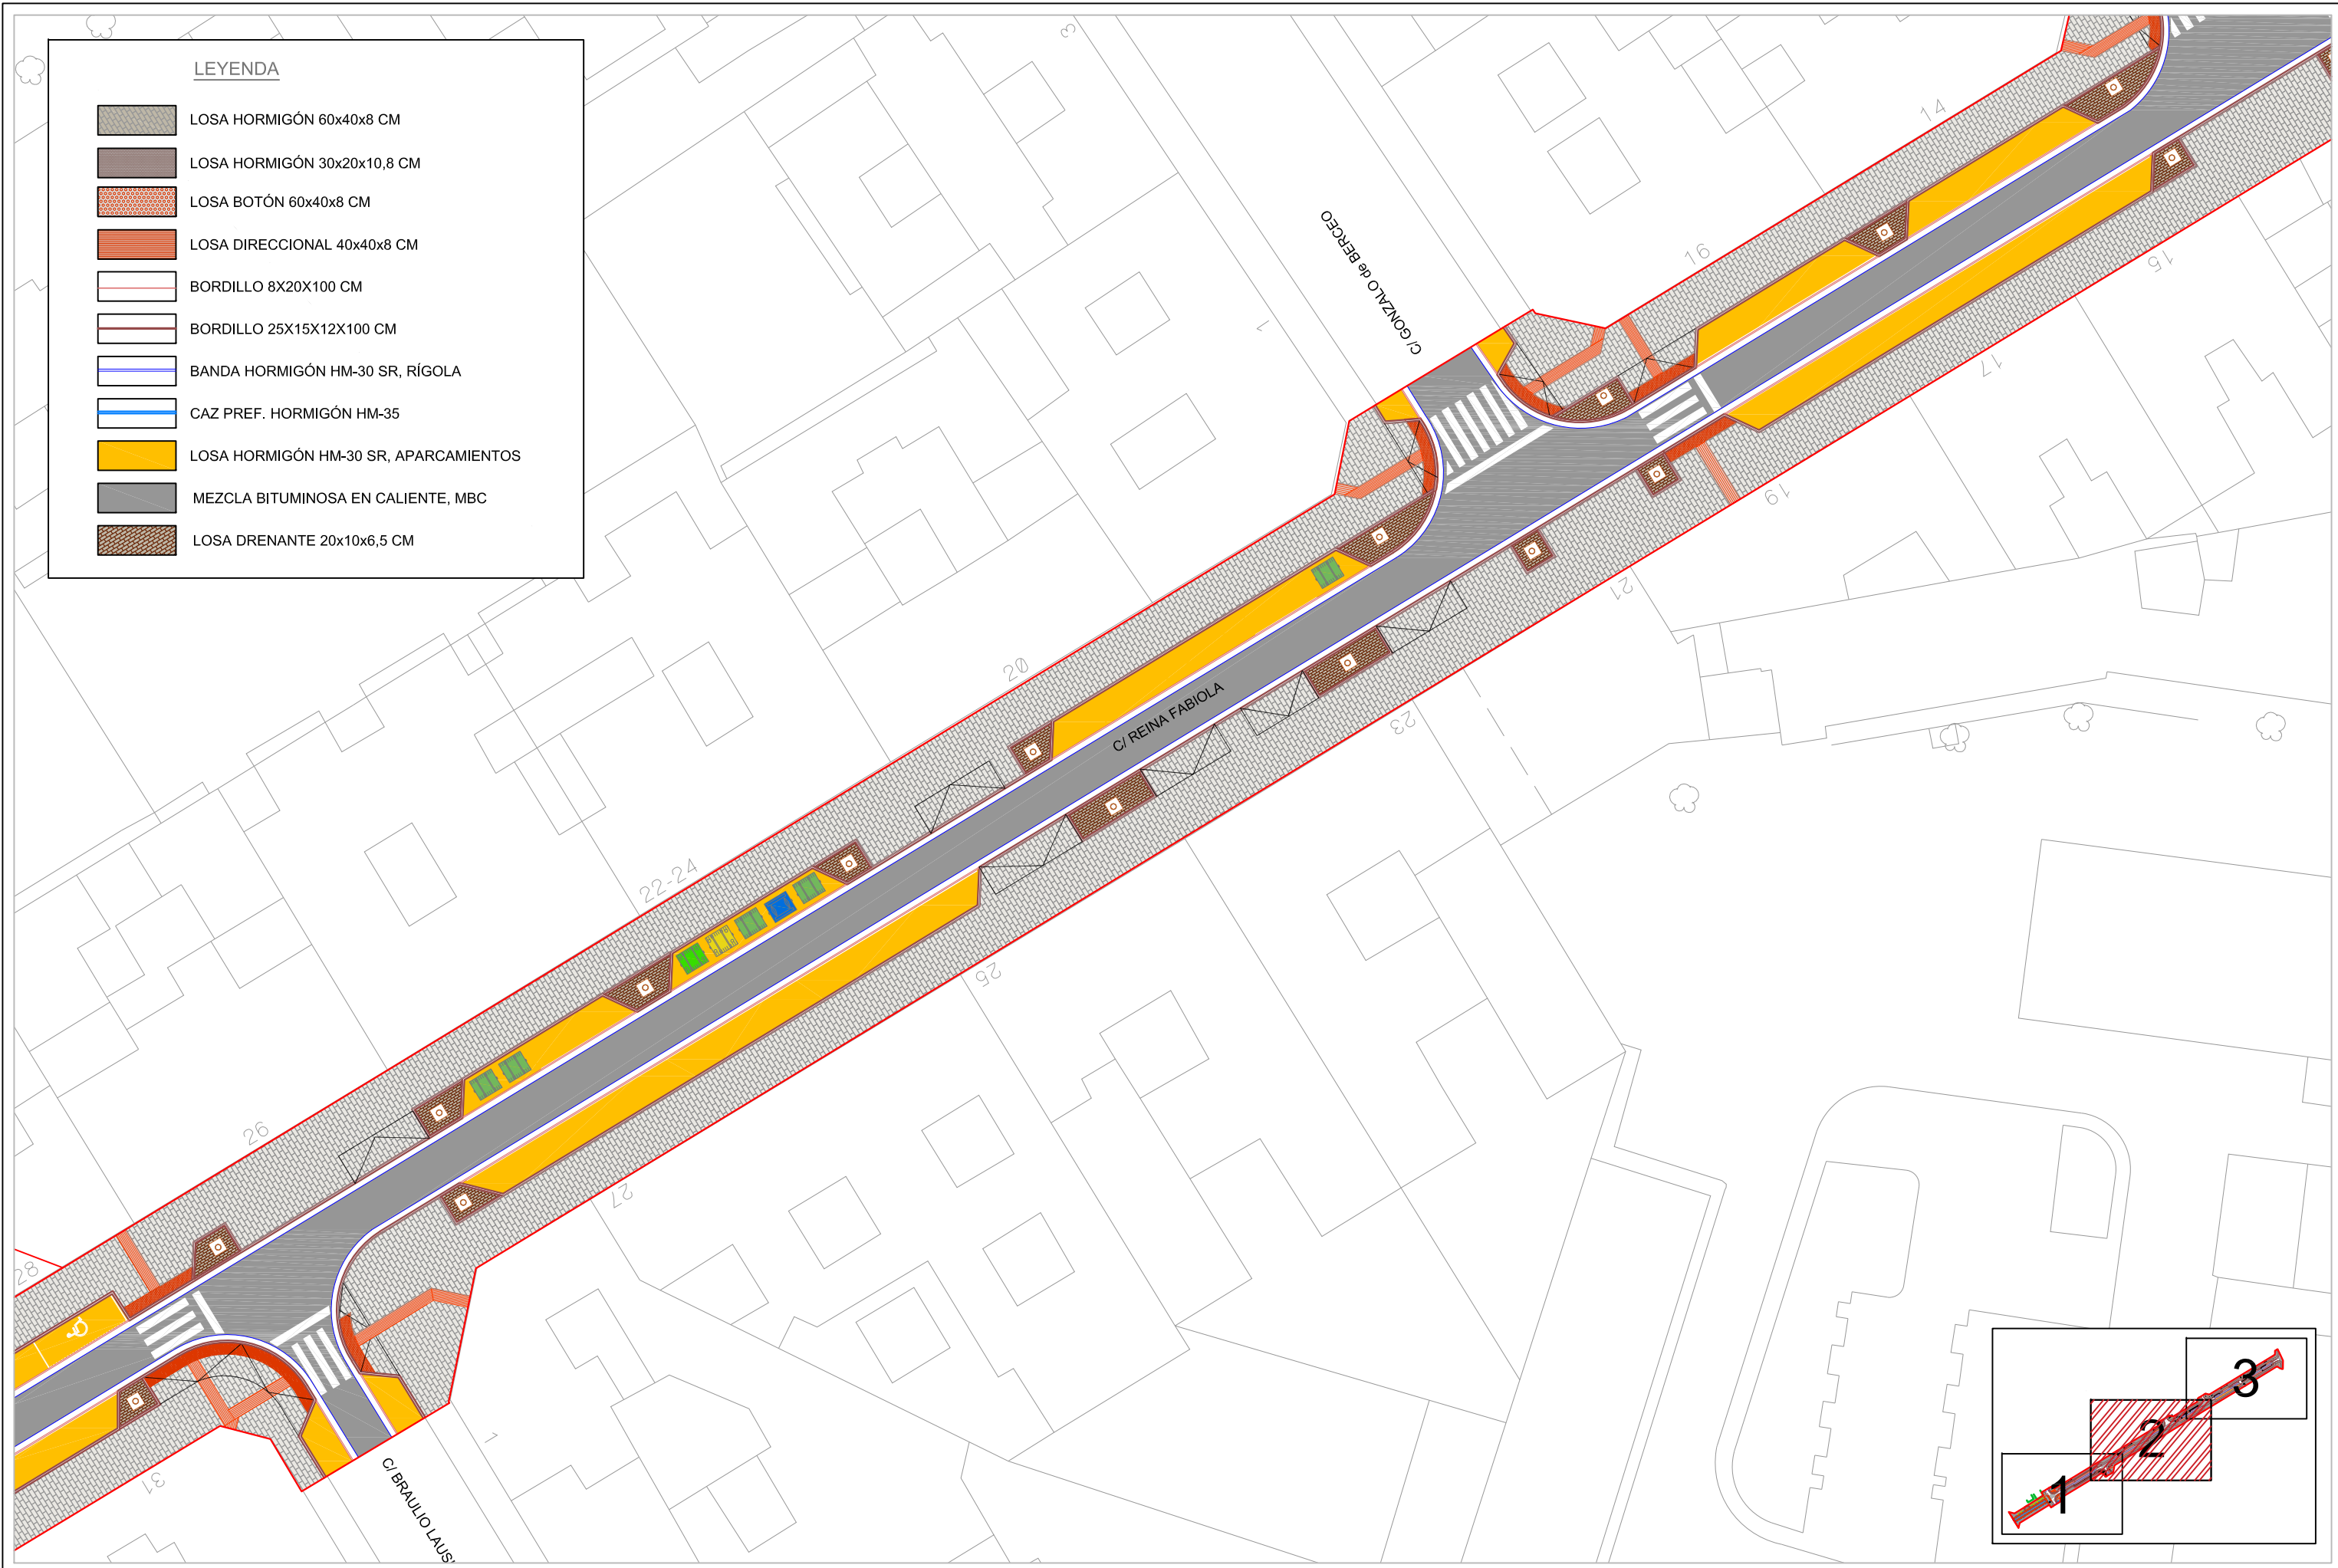 LEYENDA
LOSA HORMIGÓN 60x40x8 CM
LOSA HORMIGÓN 30x20x10,8 CM
LOSA BOTÓN 60x40x8 CM
LOSA DIRECCIONAL 40x40x8 CM
BORDILLO 8X20X100 CM
BORDILLO 25X15X12X100 CM
BANDA HORMIGÓN HM-30 SR, RÍGOLA
CAZ PREF. HORMIGÓN HM-35
LOSA HORMIGÓN HM-30 SR, APARCAMIENTOS
MEZCLA BITUMINOSA EN CALIENTE, MBC
LOSA DRENANTE 20x10x6,5 CM
3
14
C/ GONZALO de BERCEO
16
15
1
17
19
20
21
C/ REINA FABIOLA
23
22-24
25
26
27
28
1
31
C/ BRAULIO LAUS
3
2
1